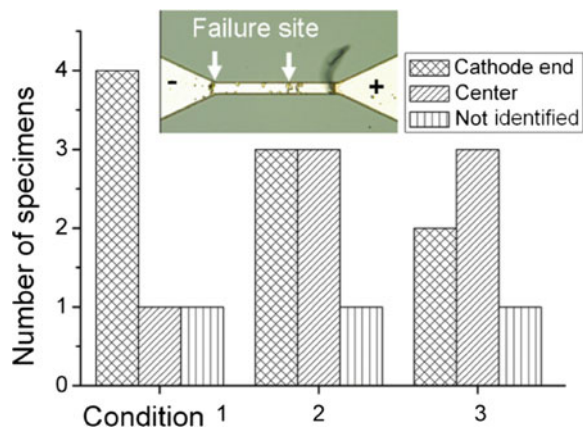 Failure site
-
+
Cathode end
Center
Not identified
Number of specimens
4
3
2
1
0
Condition 1 2 3